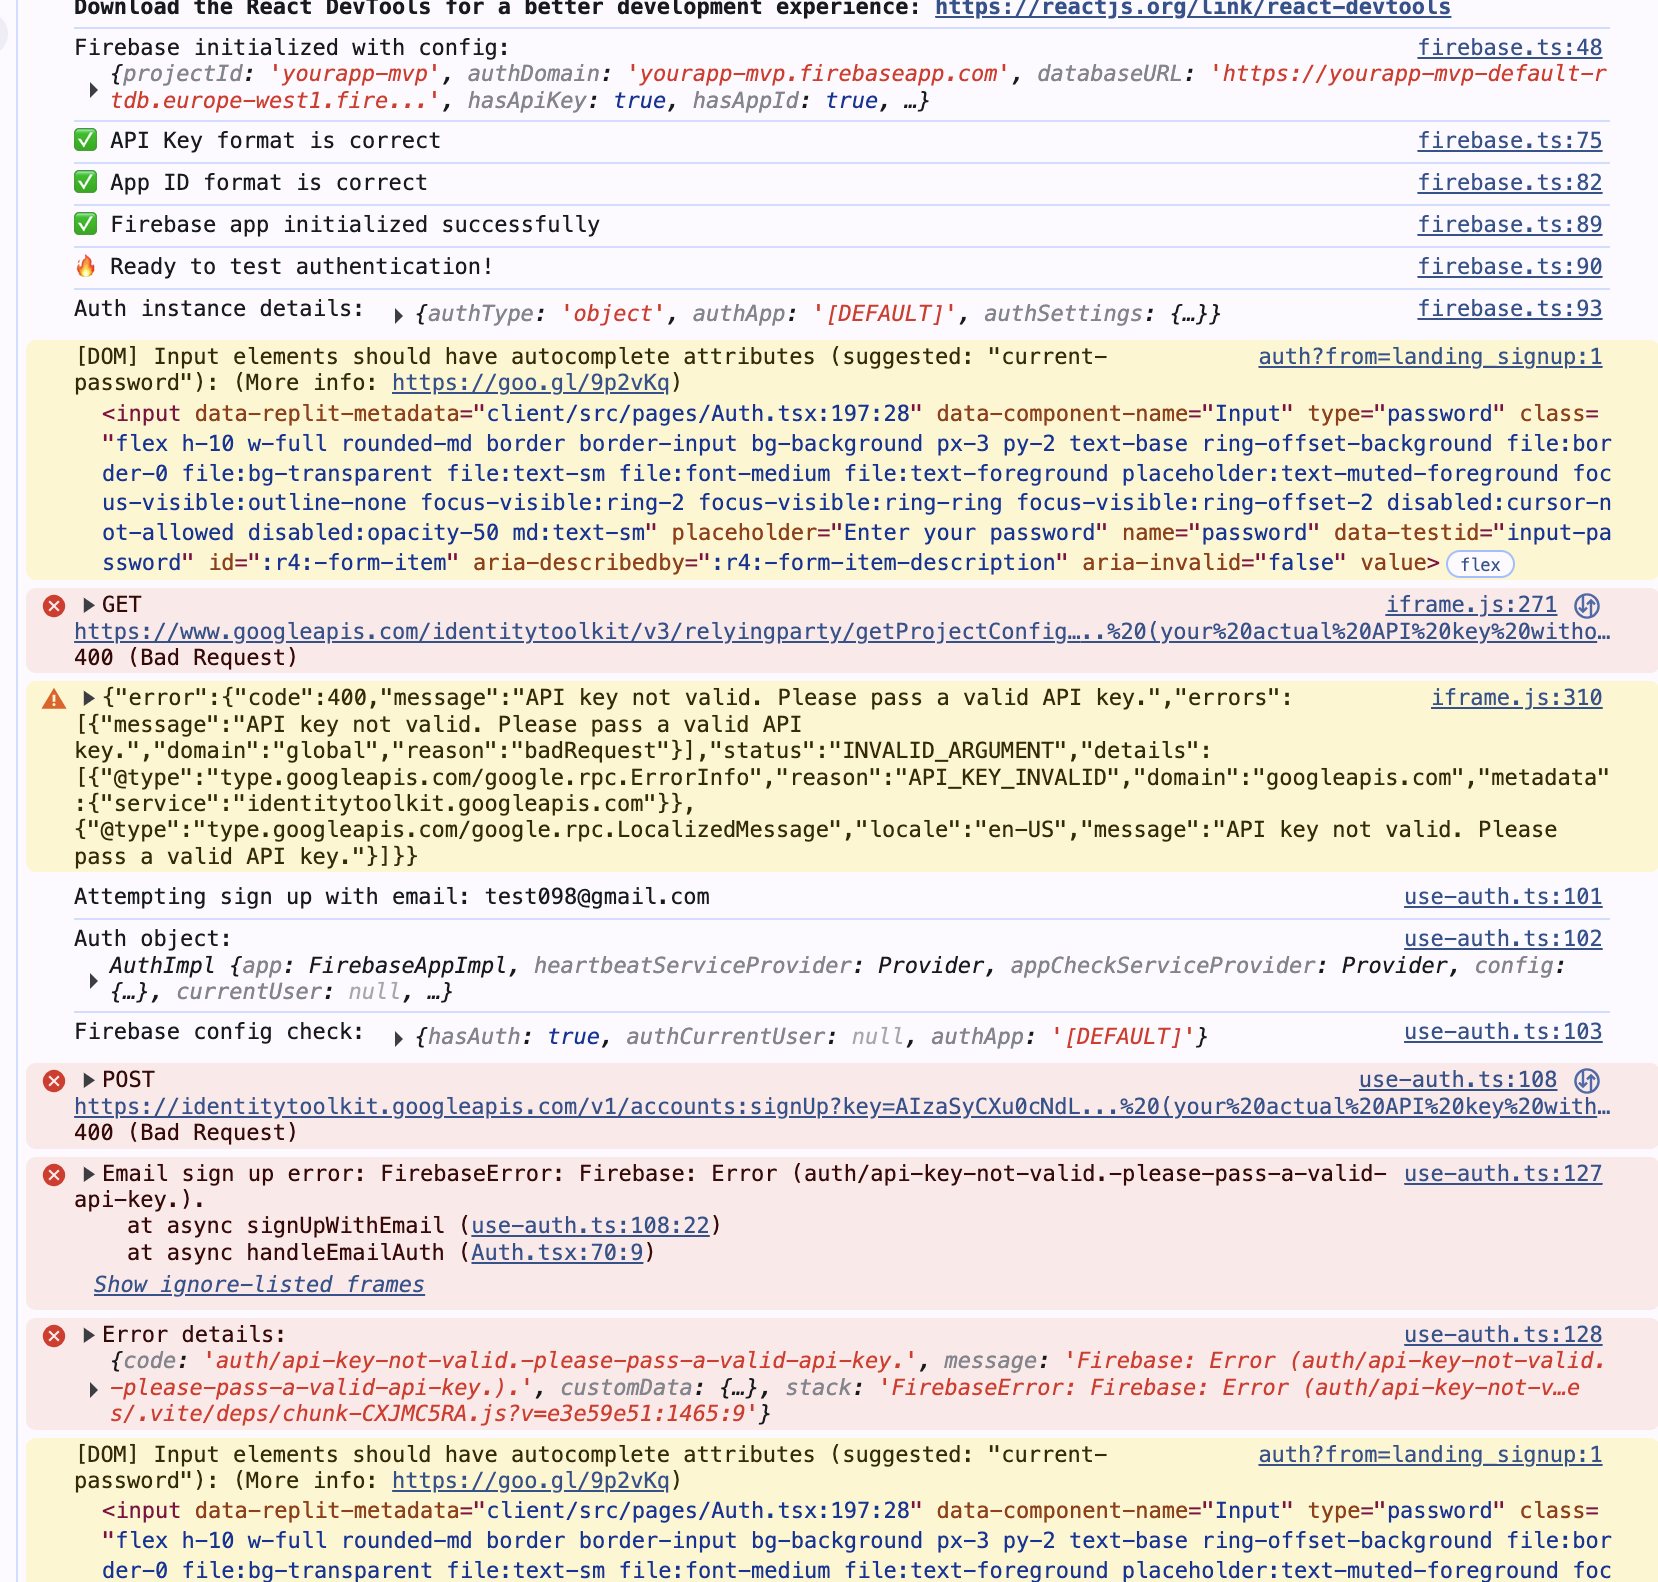 Download the React DevTools for a better development experience: https://reactjs.org/link/react-devtools
Firebase initialized with config: firebase.ts:48
{projectId: 'yourapp-mvp', authDomain: 'yourapp-mvp.firebaseapp.com', databaseURL: 'https://yourapp-mvp-default-r
tdb.europe-west1.fire...', hasApiKey: true, hasAppId: true, …}
✅ API Key format is correct firebase.ts:75
✅ App ID format is correct firebase.ts:82
✅ Firebase app initialized successfully firebase.ts:89
🔥 Ready to test authentication! firebase.ts:90
Auth instance details: {authType: 'object', authApp: '[DEFAULT]', authSettings: {…}} firebase.ts:93
[DOM] Input elements should have autocomplete attributes (suggested: "current- auth?from=landing_signup:1
password"): (More info: https://goo.gl/9p2vKq)
<input data-replit-metadata="client/src/pages/Auth.tsx:197:28" data-component-name="Input" type="password" class=
"flex h-10 w-full rounded-md border border-input bg-background px-3 py-2 text-base ring-offset-background file:bor
der-0 file:bg-transparent file:text-sm file:font-medium file:text-foreground placeholder:text-muted-foreground foc
us-visible:outline-none focus-visible:ring-2 focus-visible:ring-ring focus-visible:ring-offset-2 disabled:cursor-n
ot-allowed disabled:opacity-50 md:text-sm" placeholder="Enter your password" name="password" data-testid="input-pa
ssword" id=":r4:-form-item" aria-describedby=":r4:-form-item-description" aria-invalid="false" value> flex
GET iframe.js:271
https://www.googleapis.com/identitytoolkit/v3/relyingparty/getProjectConfig…..%20(your%20actual%20API%20key%20witho…
400 (Bad Request)
{"error":{"code":400,"message":"API key not valid. Please pass a valid API key.","errors": iframe.js:310
[{"message":"API key not valid. Please pass a valid API
key.","domain":"global","reason":"badRequest"}],"status":"INVALID_ARGUMENT","details":
[{"@type":"type.googleapis.com/google.rpc.ErrorInfo","reason":"API_KEY_INVALID","domain":"googleapis.com","metadata"
:{"service":"identitytoolkit.googleapis.com"}},
{"@type":"type.googleapis.com/google.rpc.LocalizedMessage","locale":"en-US","message":"API key not valid. Please
pass a valid API key."}]}}
Attempting sign up with email: test098@gmail.com use-auth.ts:101
Auth object: use-auth.ts:102
AuthImpl {app: FirebaseAppImpl, heartbeatServiceProvider: Provider, appCheckServiceProvider: Provider, config:
{…}, currentUser: null, …}
Firebase config check: {hasAuth: true, authCurrentUser: null, authApp: '[DEFAULT]'} use-auth.ts:103
POST use-auth.ts:108
https://identitytoolkit.googleapis.com/v1/accounts:signUp?key=AIzaSyCXu0cNdL...%20(your%20actual%20API%20key%20with…
400 (Bad Request)
Email sign up error: FirebaseError: Firebase: Error (auth/api-key-not-valid.-please-pass-a-valid- use-auth.ts:127
api-key.).
at async signUpWithEmail (use-auth.ts:108:22)
at async handleEmailAuth (Auth.tsx:70:9)
Show ignore-listed frames
Error details: use-auth.ts:128
{code: 'auth/api-key-not-valid.-please-pass-a-valid-api-key.', message: 'Firebase: Error (auth/api-key-not-valid.
-please-pass-a-valid-api-key.).', customData: {…}, stack: 'FirebaseError: Firebase: Error (auth/api-key-not-v…e
s/.vite/deps/chunk-CXJMC5RA.js?v=e3e59e51:1465:9'}
[DOM] Input elements should have autocomplete attributes (suggested: "current- auth?from=landing_signup:1
password"): (More info: https://goo.gl/9p2vKq)
<input data-replit-metadata="client/src/pages/Auth.tsx:197:28" data-component-name="Input" type="password" class=
"flex h-10 w-full rounded-md border border-input bg-background px-3 py-2 text-base ring-offset-background file:bor
der-0 file:bg-transparent file:text-sm file:font-medium file:text-foreground placeholder:text-muted-foreground foc